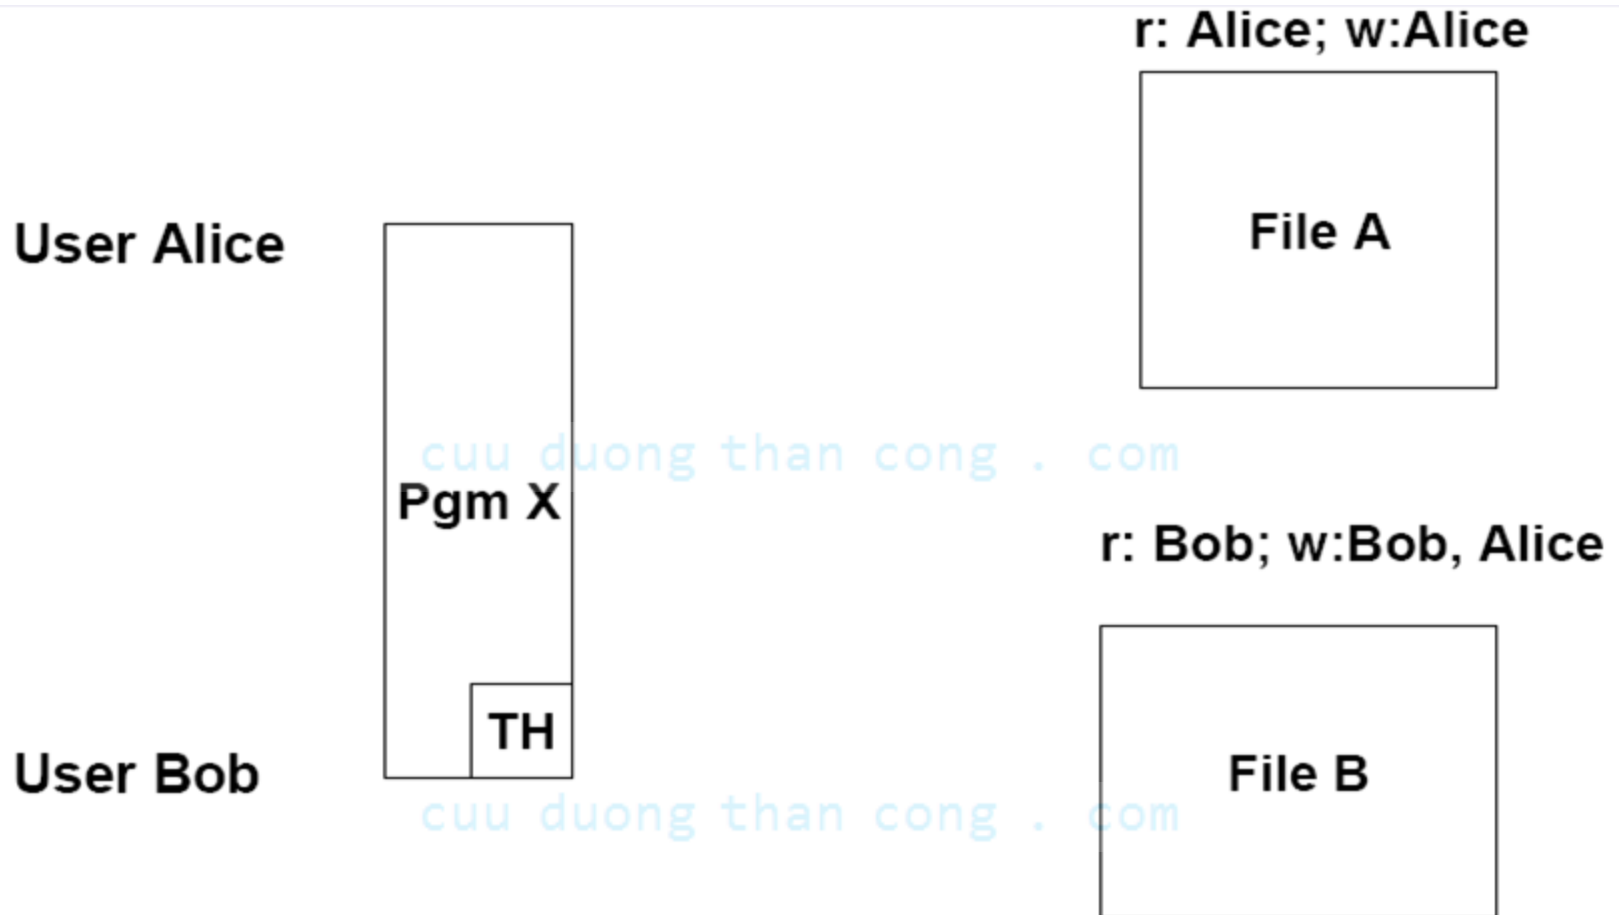 r: Alice; w:Alice
File A
User Alice
cuu duong than cong . com
Pgm X
r: Bob; w:Bob, Alice
TH
User Bob
File B
cuu duong than cong . com